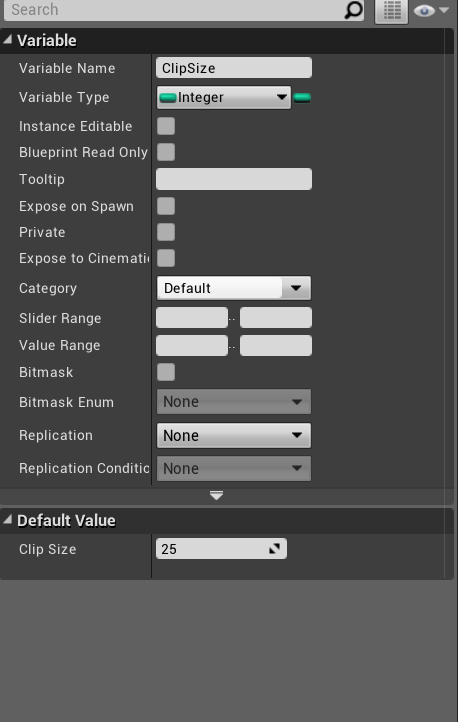 Search
Variable
Variable Name ClipSize
Variable Type Integer
Instance Editable
Blueprint Read Only
Tooltip
Expose on Spawn
Private
Expose to Cinemati
Category Default
Slider Range ..
Value Range ..
Bitmask
Bitmask Enum None
Replication None
Replication Conditio None
Default Value
Clip Size 25